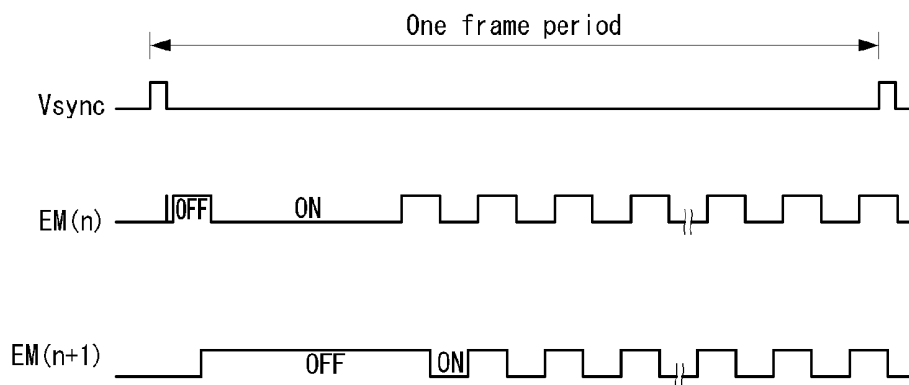 One frame period
Vsync
EM(n) OFF ON
EM(n+1) OFF ON